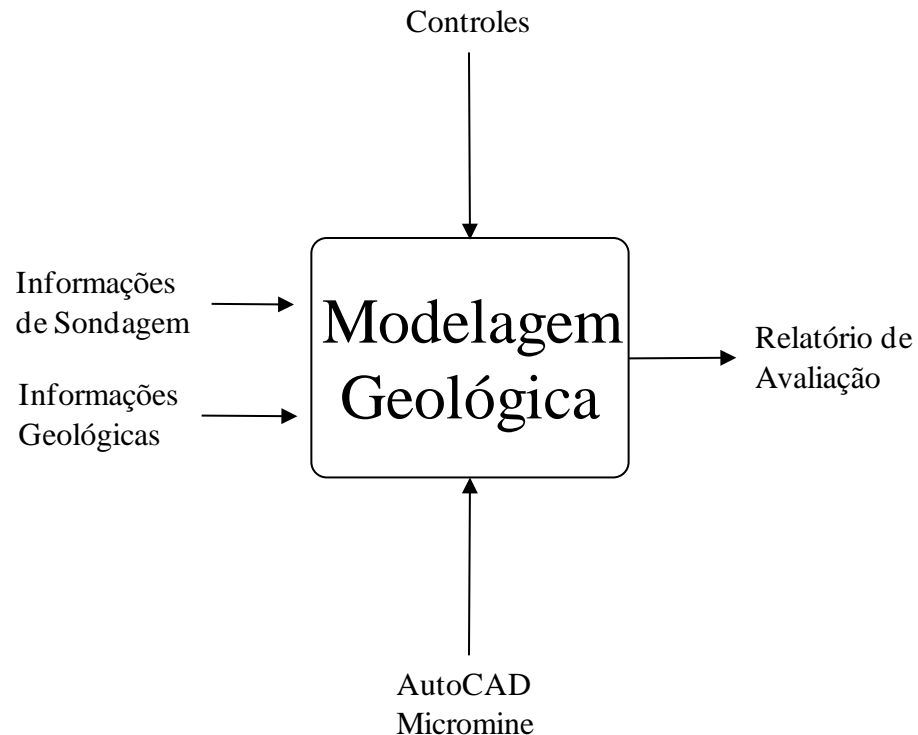 Controles
Informações
de Sondagem
Informações
Geológicas
Modelagem
Geológica
Relatório de
Avaliação
AutoCAD
Micromine